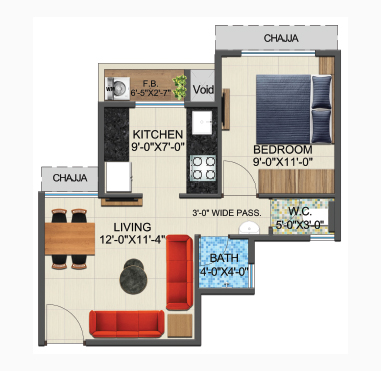 CHAJJA
F.B.
6'-5"X2'-7"
WM
Void
KITCHEN
9'-0"X7'-0"
BEDROOM
9'-0"X11'-0"
CHAJJA
LIVING
12'-0"X11'-4"
3'-0" WIDE PASS.
W.C.
5'-0"X3'-0"
BATH
4'-0"X4'-0"